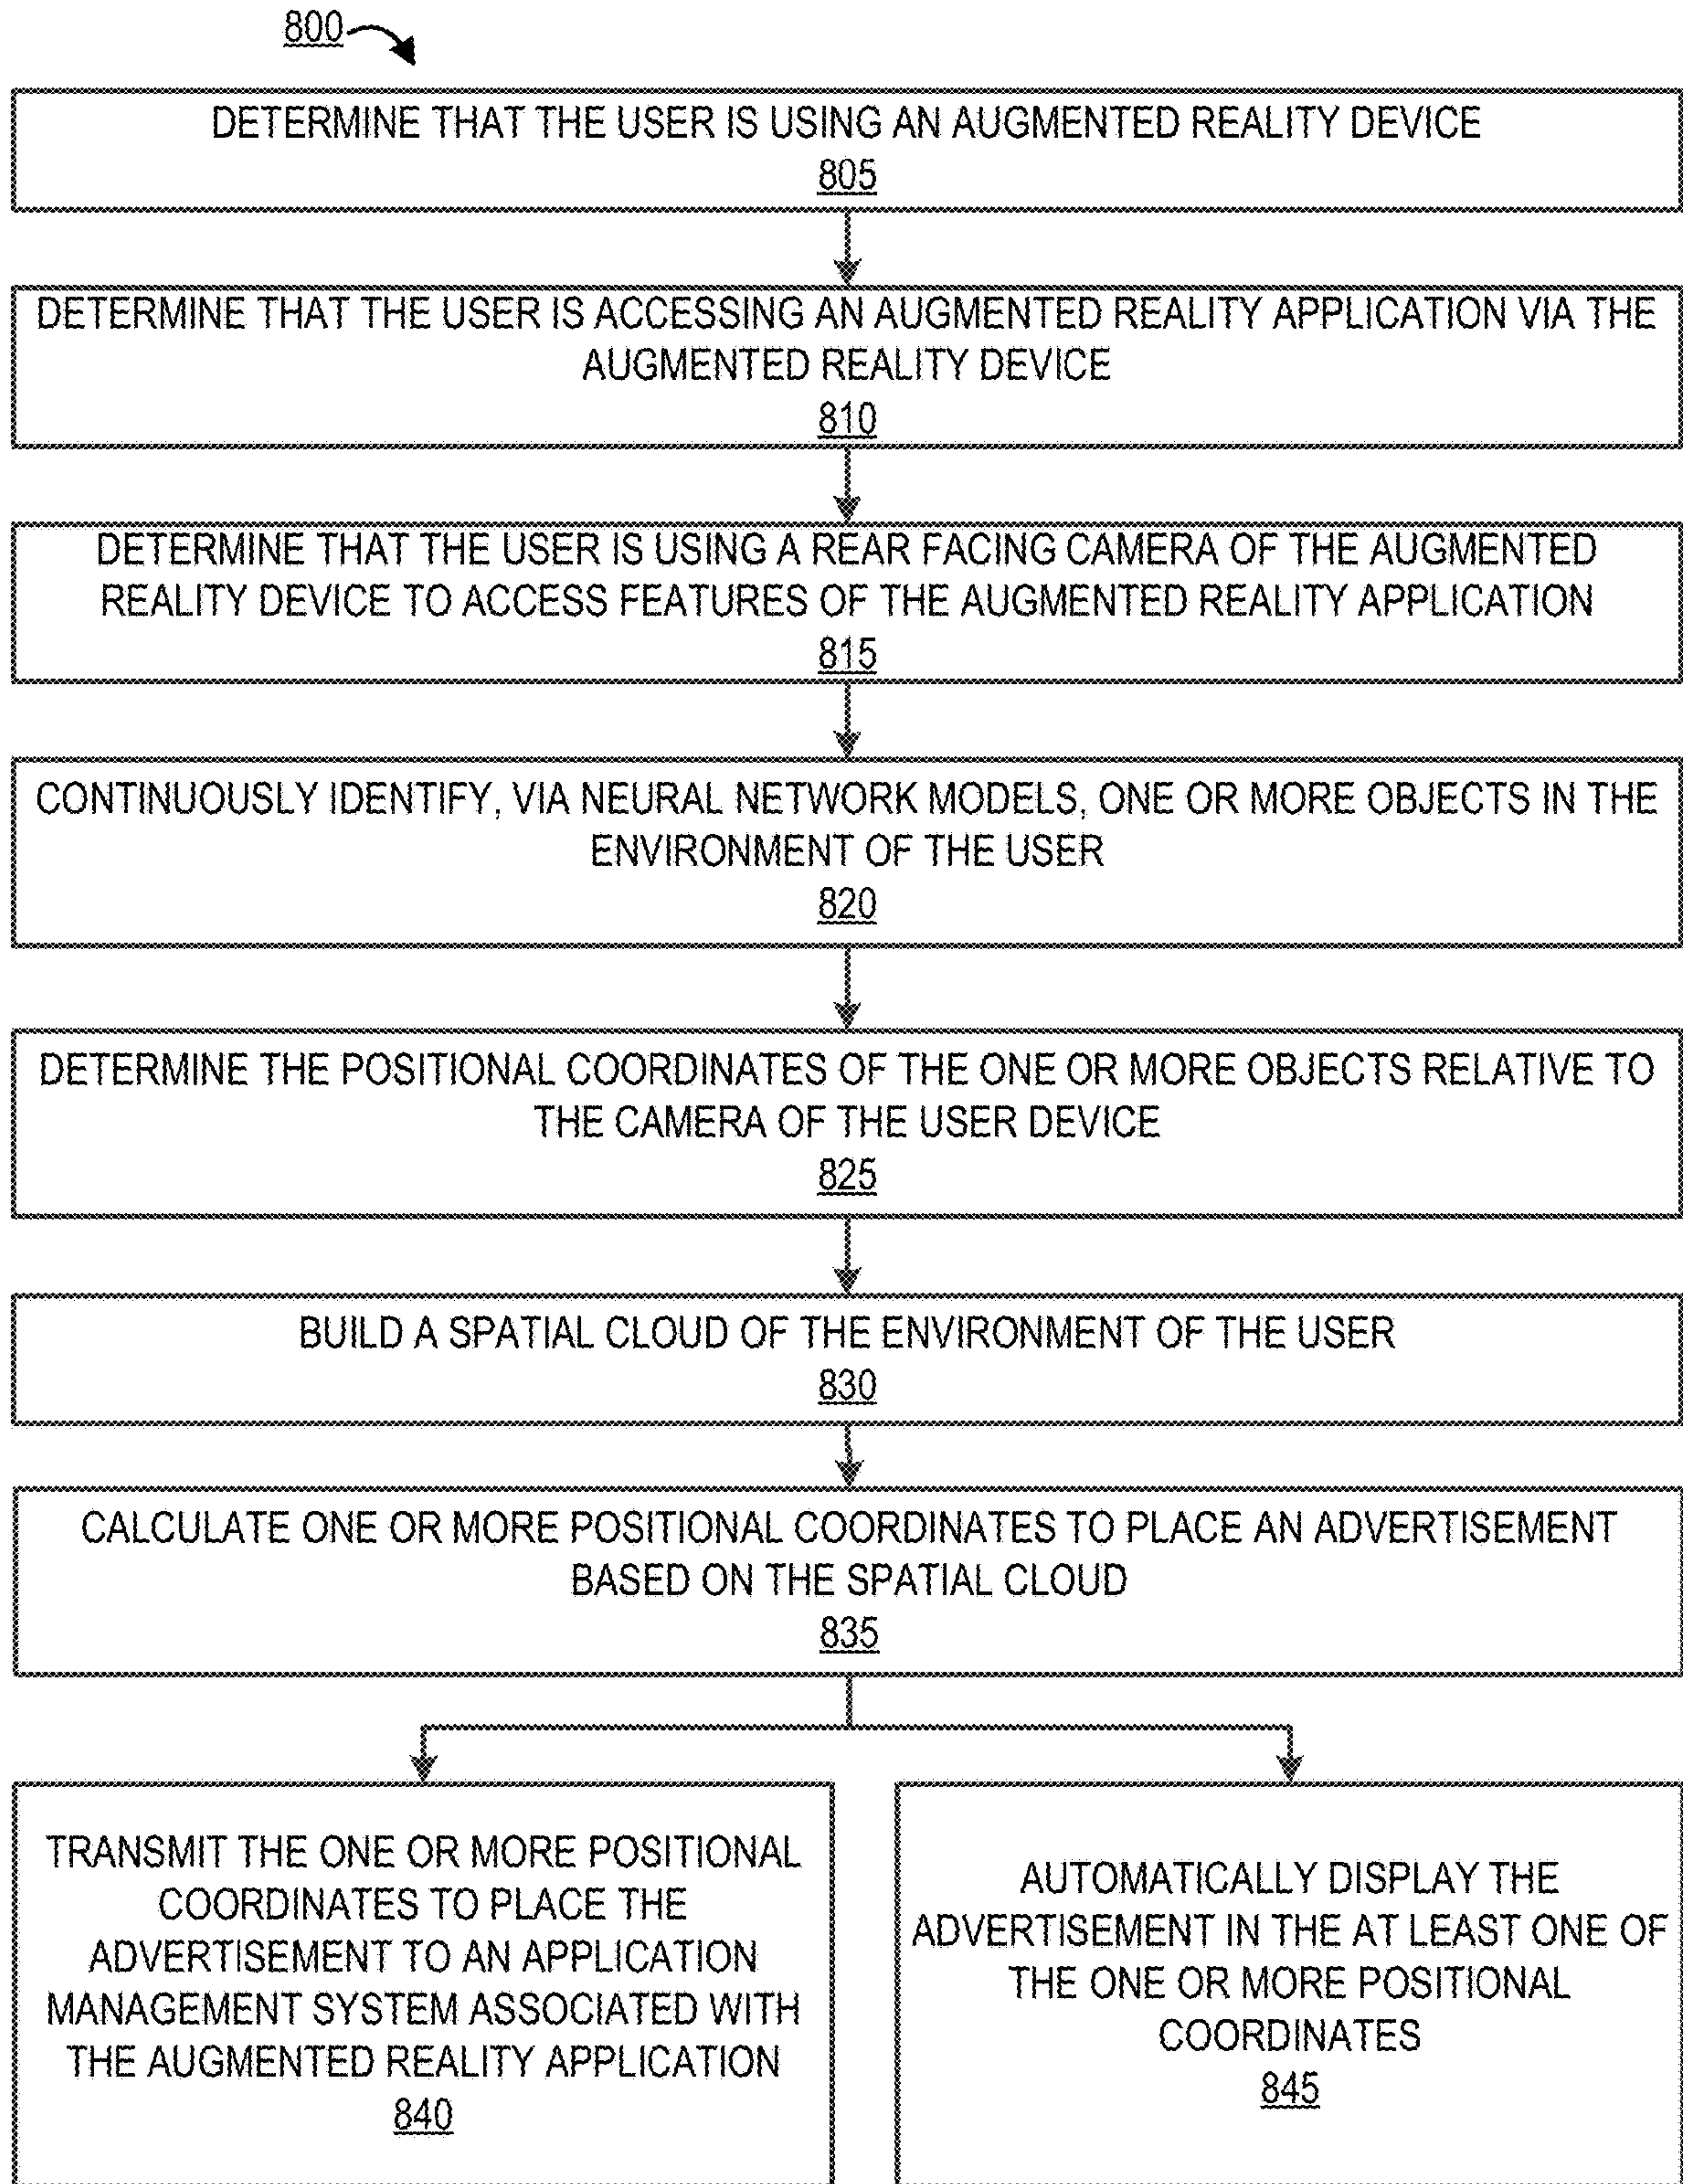 800
DETERMINE THAT THE USER IS USING AN AUGMENTED REALITY DEVICE
805
DETERMINE THAT THE USER IS ACCESSING AN AUGMENTED REALITY APPLICATION VIA THE
AUGMENTED REALITY DEVICE
810
DETERMINE THAT THE USER IS USING A REAR FACING CAMERA OF THE AUGMENTED
REALITY DEVICE TO ACCESS FEATURES OF THE AUGMENTED REALITY APPLICATION
815
CONTINUOUSLY IDENTIFY, VIA NEURAL NETWORK MODELS, ONE OR MORE OBJECTS IN THE
ENVIRONMENT OF THE USER
820
DETERMINE THE POSITIONAL COORDINATES OF THE ONE OR MORE OBJECTS RELATIVE TO
THE CAMERA OF THE USER DEVICE
825
BUILD A SPATIAL CLOUD OF THE ENVIRONMENT OF THE USER
830
CALCULATE ONE OR MORE POSITIONAL COORDINATES TO PLACE AN ADVERTISEMENT
BASED ON THE SPATIAL CLOUD
835
TRANSMIT THE ONE OR MORE POSITIONAL
COORDINATES TO PLACE THE
ADVERTISEMENT TO AN APPLICATION
MANAGEMENT SYSTEM ASSOCIATED WITH
THE AUGMENTED REALITY APPLICATION
840
AUTOMATICALLY DISPLAY THE
ADVERTISEMENT IN THE AT LEAST ONE OF
THE ONE OR MORE POSITIONAL
COORDINATES
845